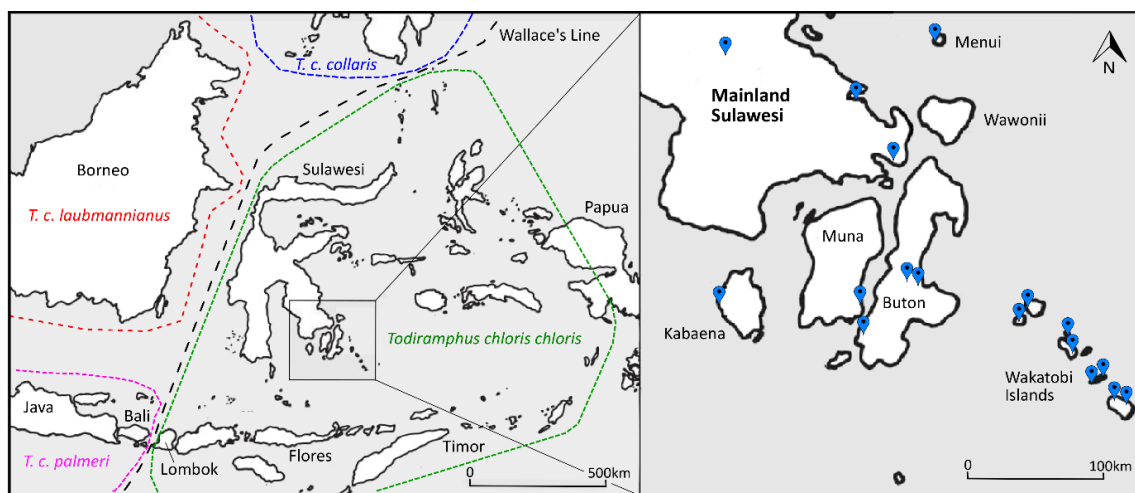 T. c. collaris
Wallace's Line
Borneo
Sulawesi
T. c. laubmannianus
Papua
Todiramphus chloris chloris
Java
Bali
Lombok
Flores
Timor
T. c. palmeri
0
500km
Menui
N
Mainland
Sulawesi
Wawonii
Muna
Buton
Kabaena
Wakatobi
Islands
0
100km